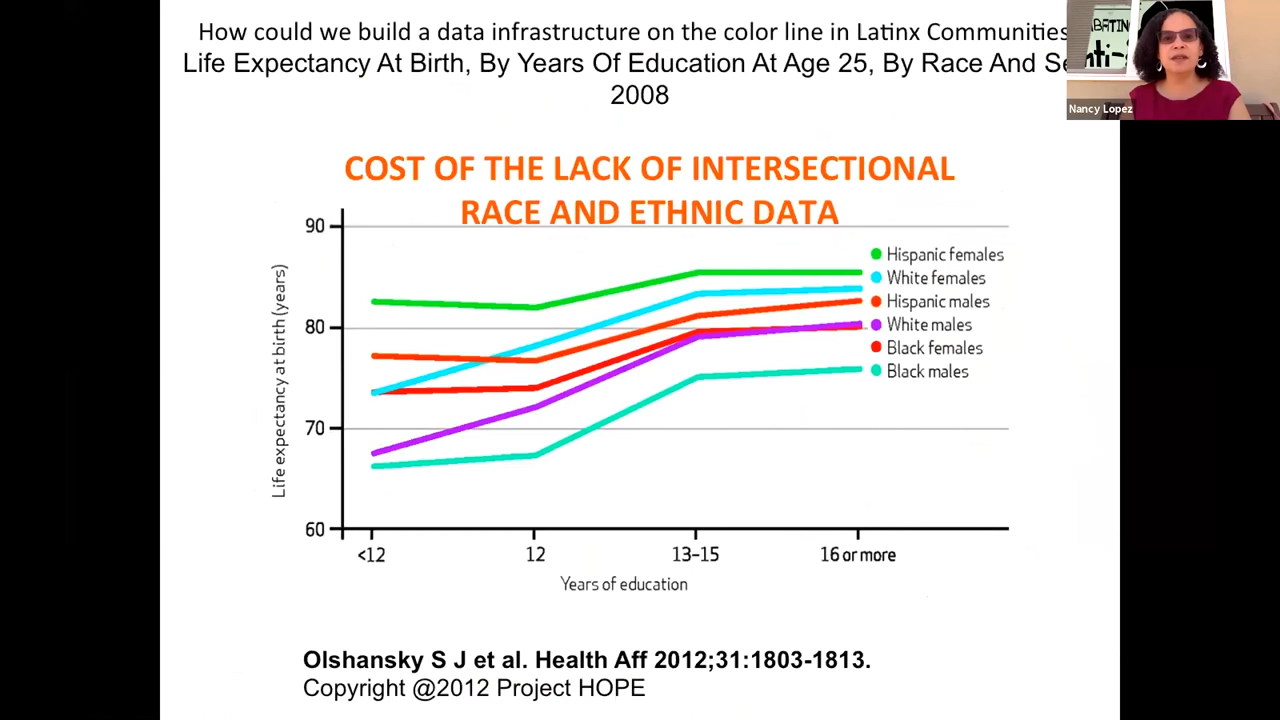 How could we build a data infrastructure on the color line in Latinx Communities
Life Expectancy At Birth, By Years Of Education At Age 25, By Race And
2008
Nancy Lopez
COST OF THE LACK OF INTERSECTIONAL
RACE AND ETHNIC DATA
90
80
70
60
Life expectancy at birth (years)
Hispanic females
White females
Hispanic males
White males
Black females
Black males
<12
12
13–15
16 or more
Years of education
Olshansky S J et al. Health Aff 2012;31:1803-1813.
Copyright @2012 Project HOPE